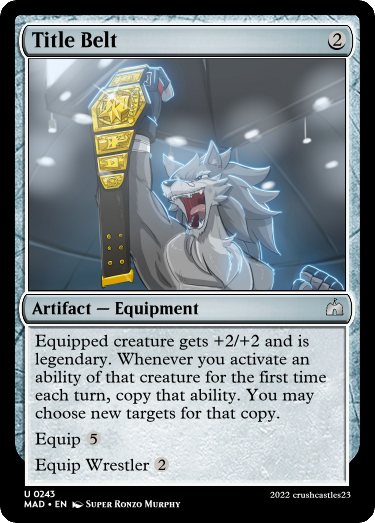 Title Belt 2
Artifact — Equipment
Equipped creature gets +2/+2 and is
legendary. Whenever you activate an
ability of that creature for the first time
each turn, copy that ability. You may
choose new targets for that copy.
Equip 5
Equip Wrestler 2
U 0243
MAD • EN Super Ronzo Murphy
2022 crushcastles23